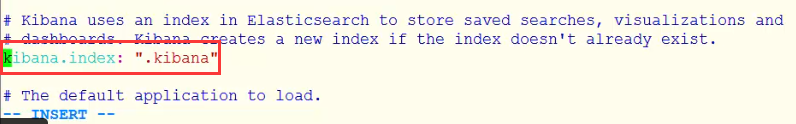 # Kibana uses an index in Elasticsearch to store saved searches, visualizations and
# dashboards. Kibana creates a new index if the index doesn't already exist.
kibana.index: ".kibana"
# The default application to load.
-- INSERT --